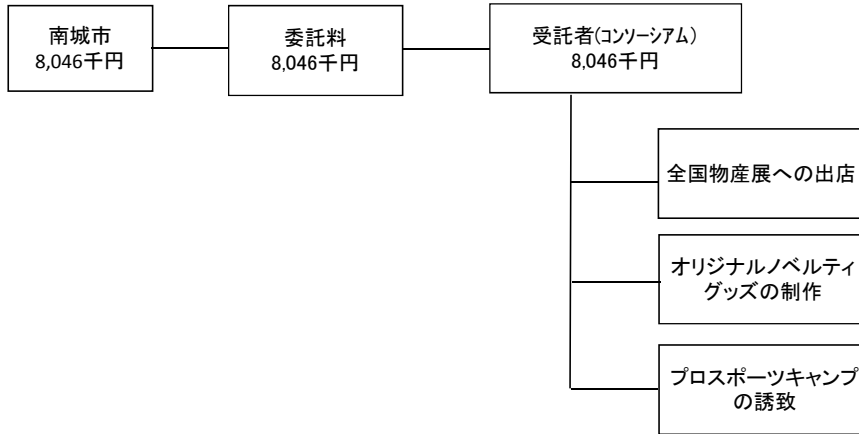 南城市
8,046千円
委託料
8,046千円
受託者(コンソーシアム)
8,046千円
全国物産展への出店
オリジナルノベルティ
グッズの制作
プロスポーツキャンプ
の誘致